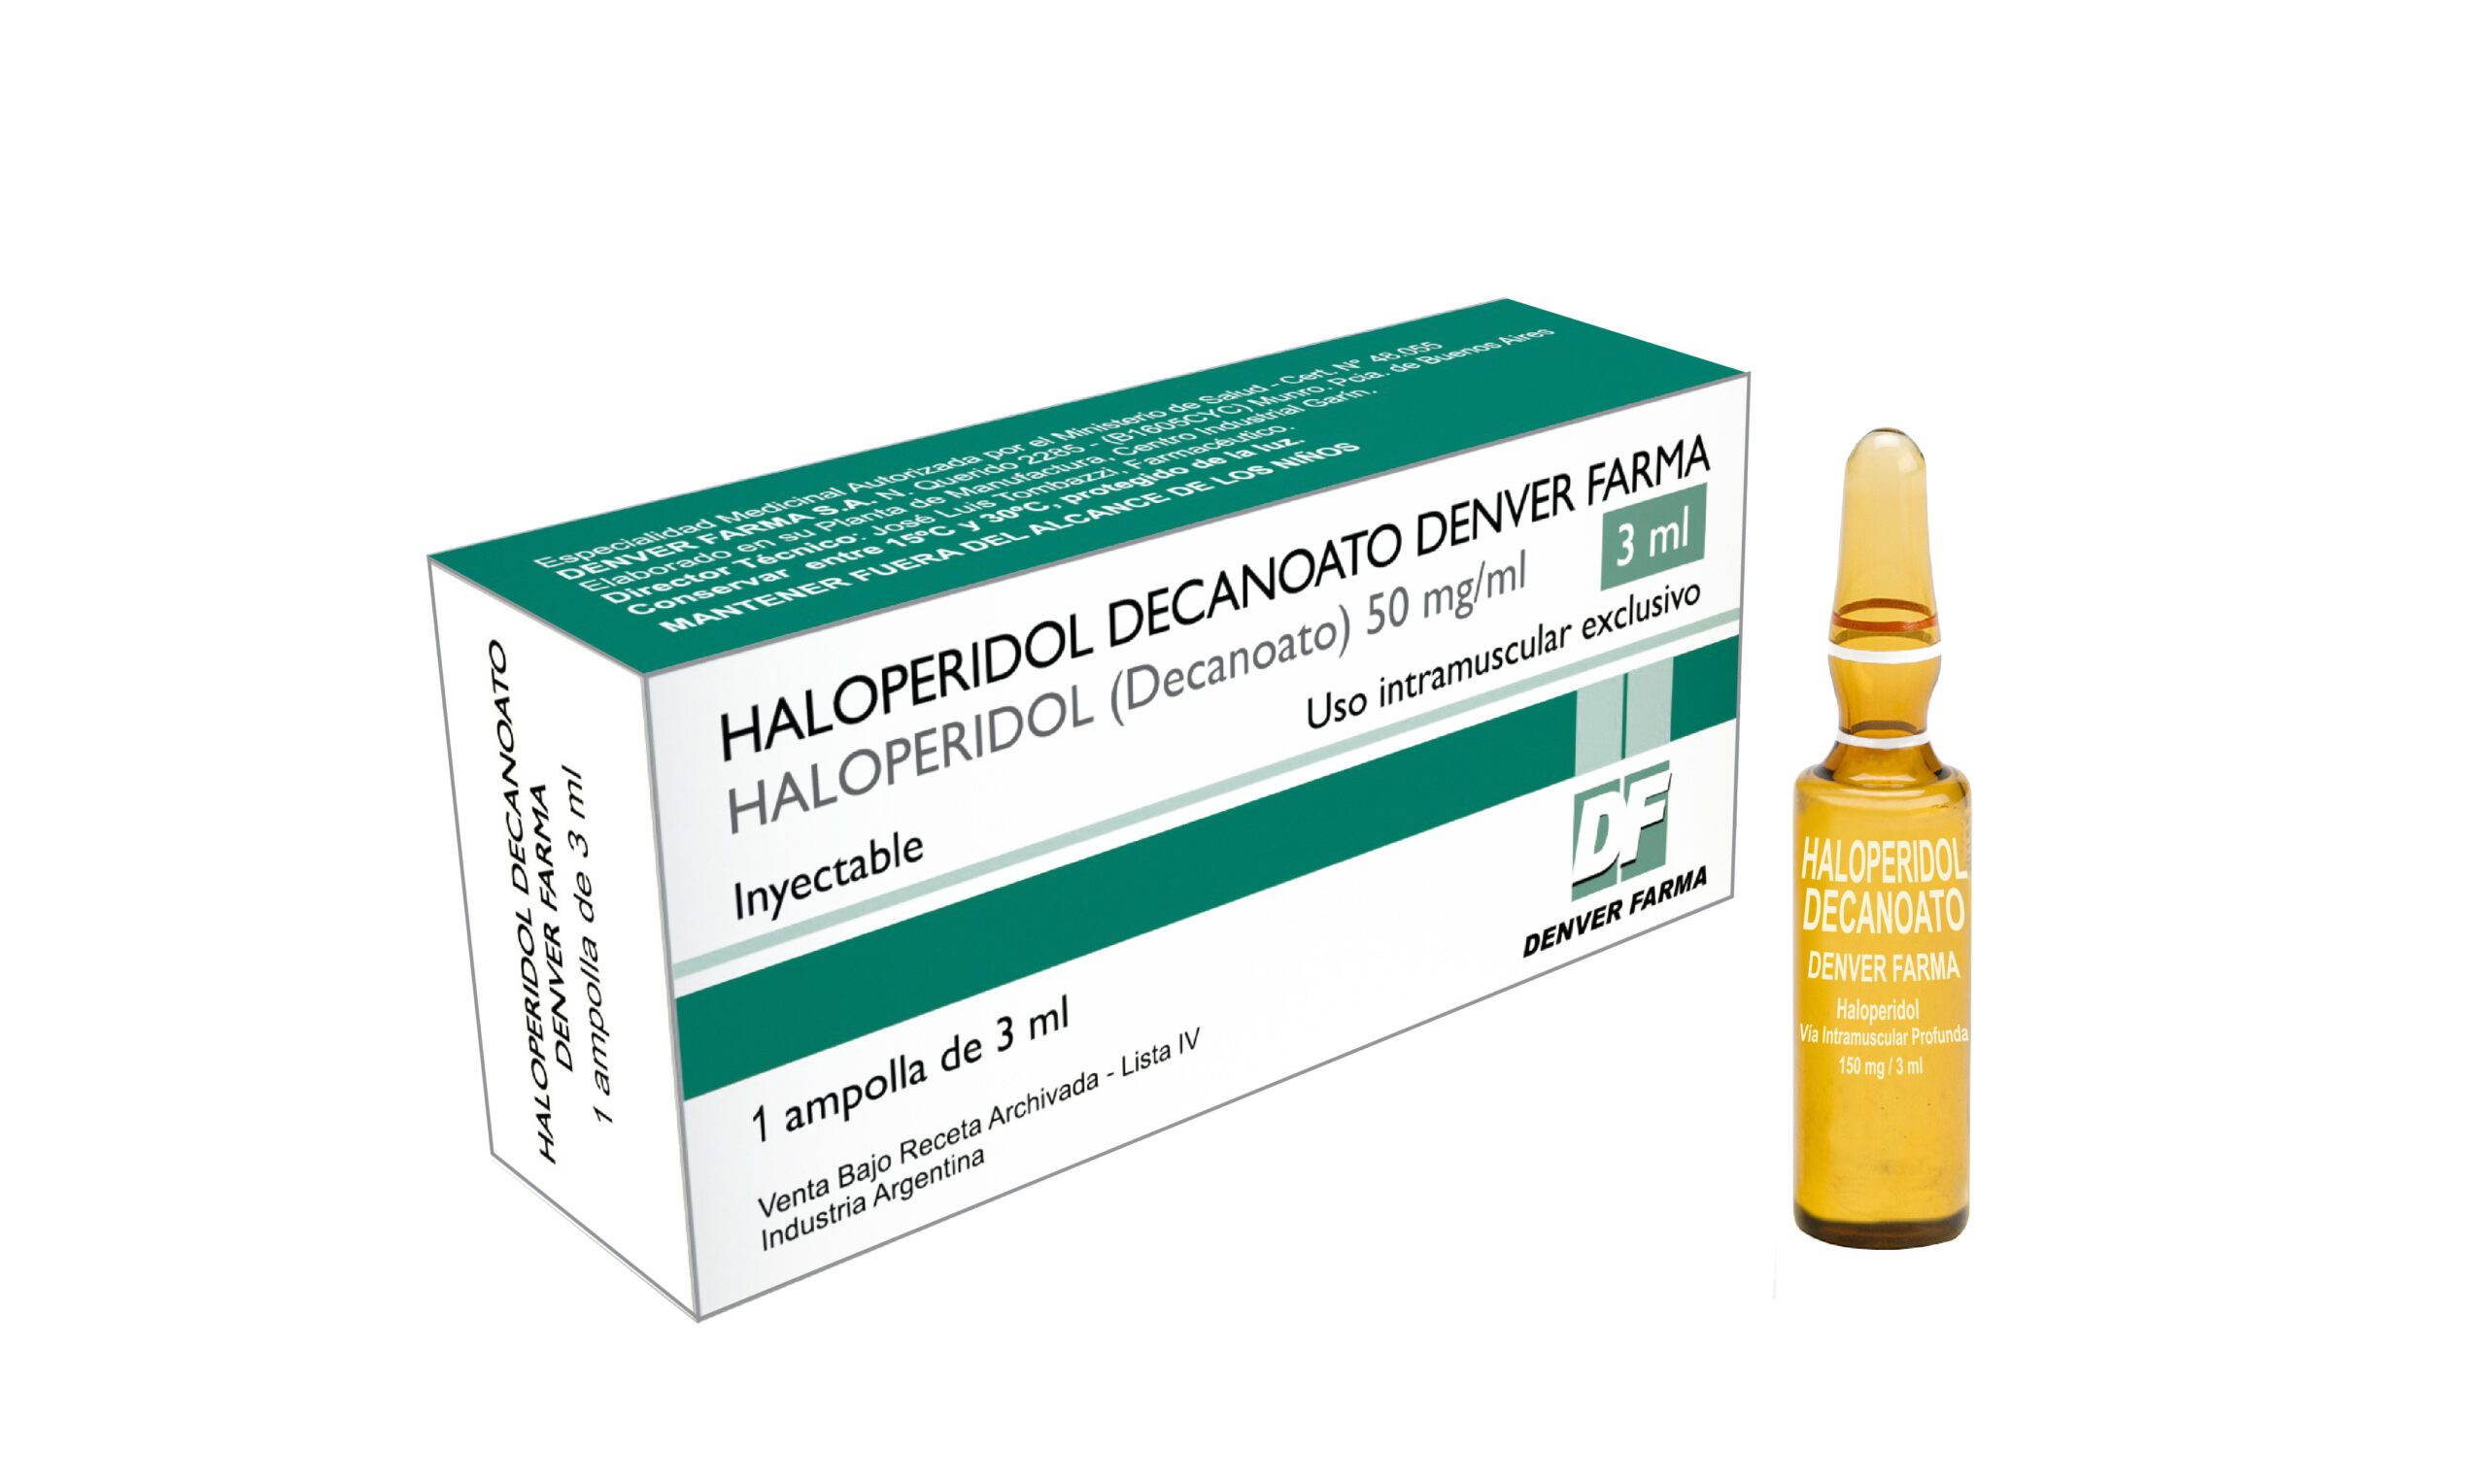 Especialidad Medicinal Autorizada por el Ministerio de Salud - Cert. N° 48.055
DENVER FARMA S.A. N. Querido 2285 - (B1605CYC) Munro, Pcia. de Buenos Aires
Elaborado en su Planta de Manufactura, Centro Industrial Garín.
Director Técnico: José Luis Tombazzi, Farmacéutico.
Conservar entre 15°C y 30°C, protegido de la luz.
MANTENER FUERA DEL ALCANCE DE LOS NIÑOS
HALOPERIDOL DECANOATO
DENVER FARMA
1 ampolla de 3 ml
HALOPERIDOL DECANOATO DENVER FARMA
HALOPERIDOL (Decanoato) 50 mg/ml
3 ml
Uso intramuscular exclusivo
Inyectable
DF
DENVER FARMA
1 ampolla de 3 ml
Venta Bajo Receta Archivada - Lista IV
Industria Argentina
HALOPERIDOL
DECANOATO
DENVER FARMA
Haloperidol
Vía Intramuscular Profunda
150 mg / 3 ml